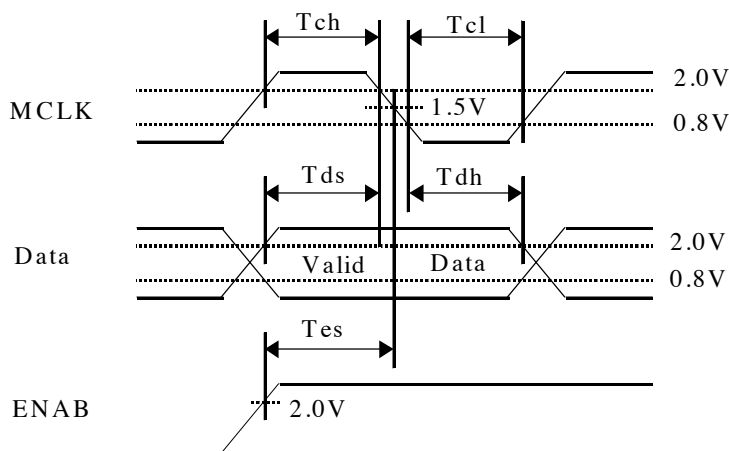 Tch Tcl
2.0V
MCLK 1.5V
0.8V
Tds Tdh
Data 2.0V
Valid Data
0.8V
Tes
ENAB 2.0V